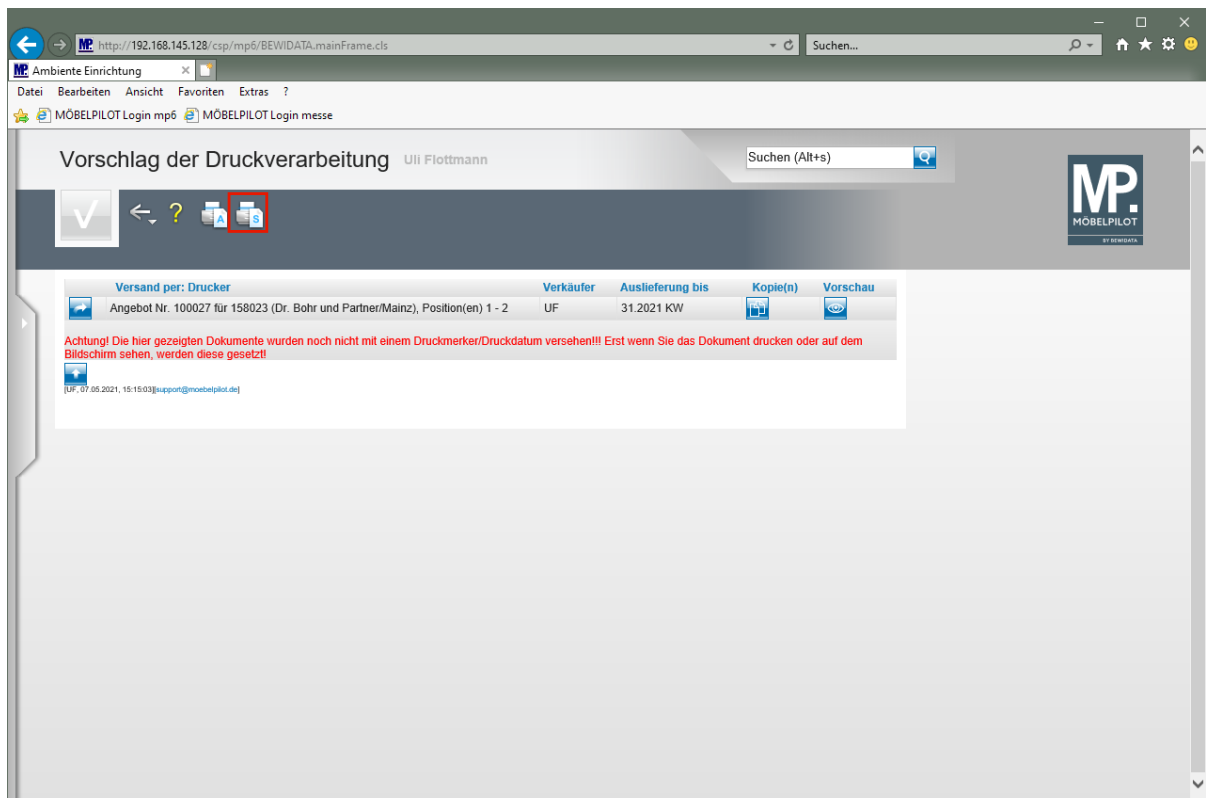 http://192.168.145.128/csp/mp6/BEWIDATA.mainFrame.cls
Suchen...
MP. Ambiente Einrichtung
Datei Bearbeiten Ansicht Favoriten Extras ?
MÖBELPILOT Login mp6 MÖBELPILOT Login messe
Vorschlag der Druckverarbeitung Uli Flottmann
Suchen (Alt+s)
MP.
MÖBELPILOT
BY BEWIDATA
? A S
Versand per: Drucker Verkäufer Auslieferung bis Kopie(n) Vorschau
Angebot Nr. 100027 für 158023 (Dr. Bohr und Partner/Mainz), Position(en) 1 - 2 UF 31.2021 KW
Achtung! Die hier gezeigten Dokumente wurden noch nicht mit einem Druckmerker/Druckdatum versehen!!! Erst wenn Sie das Dokument drucken oder auf dem
Bildschirm sehen, werden diese gesetzt!
[UF, 07.05.2021, 15:15:03][support@moebelpilot.de]